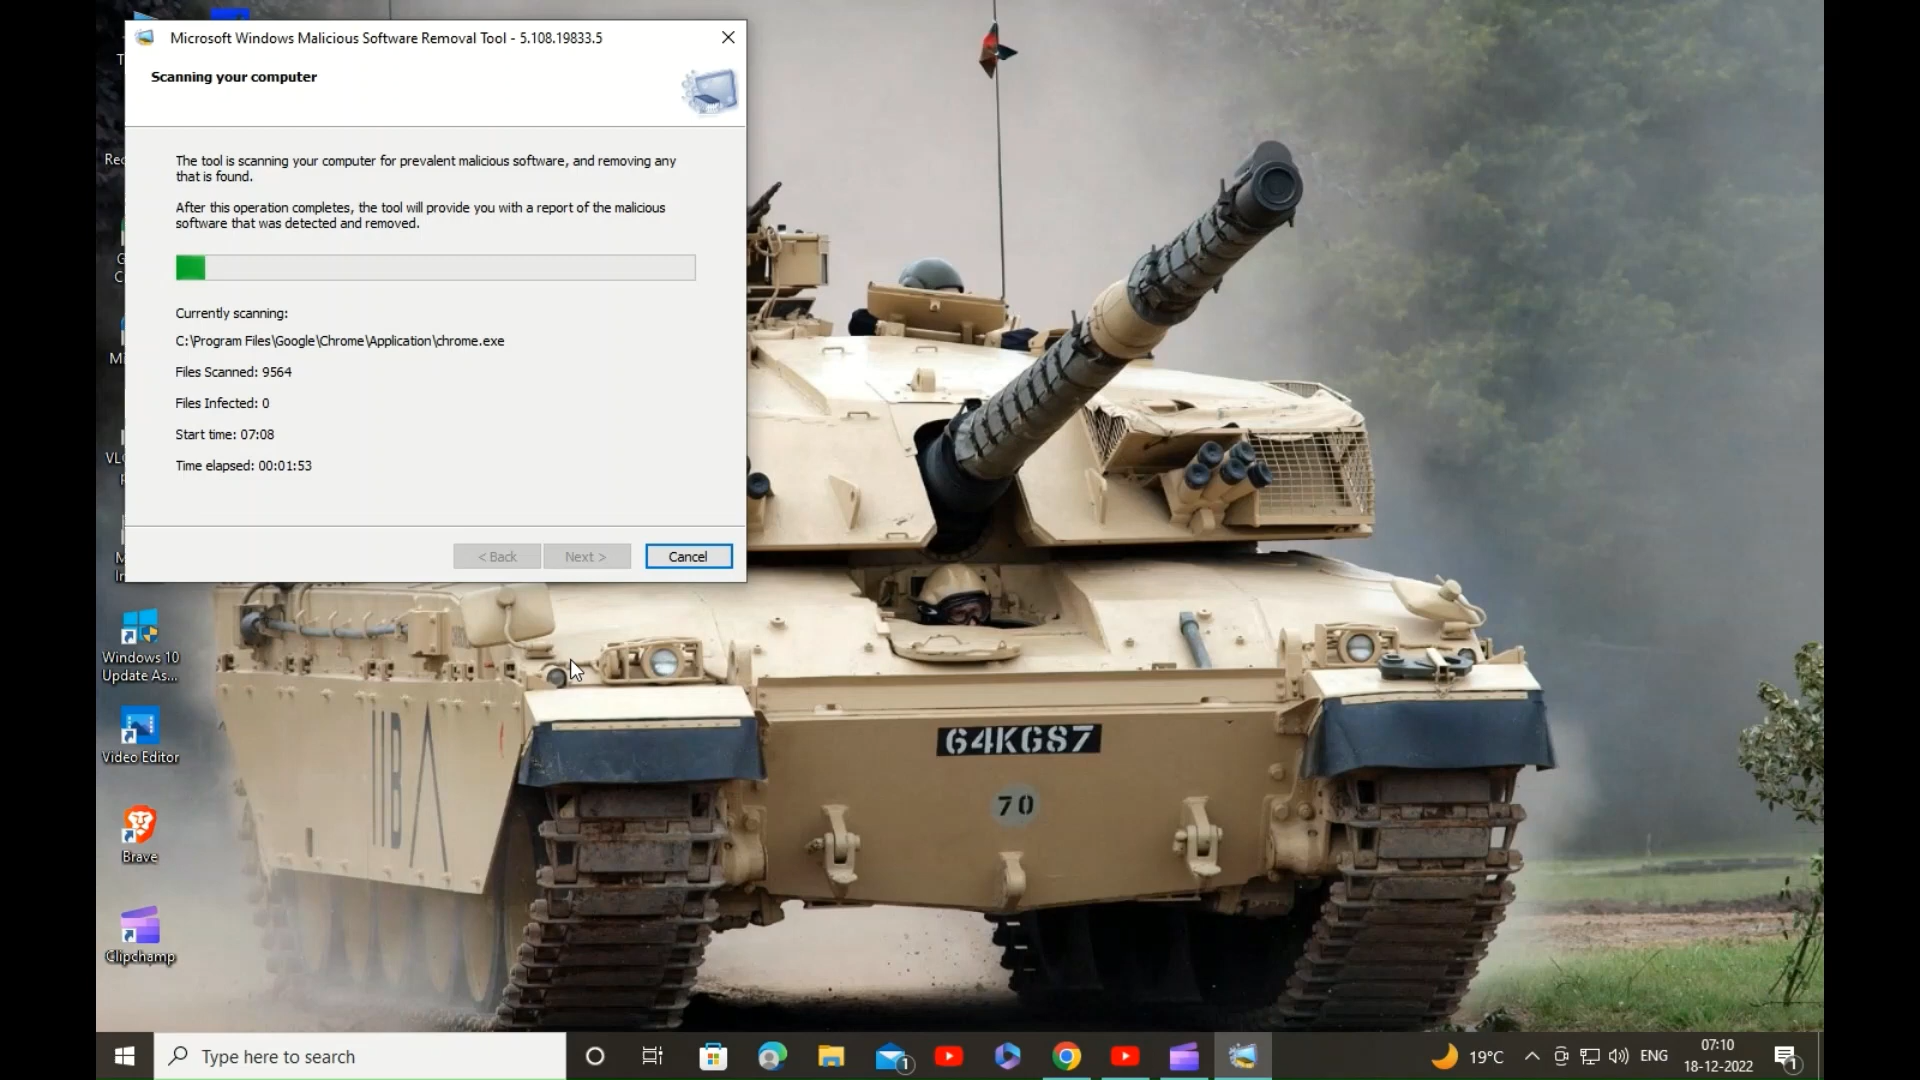 Microsoft Windows Malicious Software Removal Tool - 5.108.19833.5
Scanning your computer
The tool is scanning your computer for prevalent malicious software, and removing any
that is found.
After this operation completes, the tool will provide you with a report of the malicious
software that was detected and removed.
Currently scanning:
C:\Program Files\Google\Chrome\Application\chrome.exe
Files Scanned: 9564
Files Infected: 0
Start time: 07:08
Time elapsed: 00:01:53
< Back
Next >
Cancel
Windows 10
Update As...
Video Editor
Brave
Clipchamp
11B
64KG87
70
Type here to search
1
19°C
ENG
07:10
18-12-2022
1